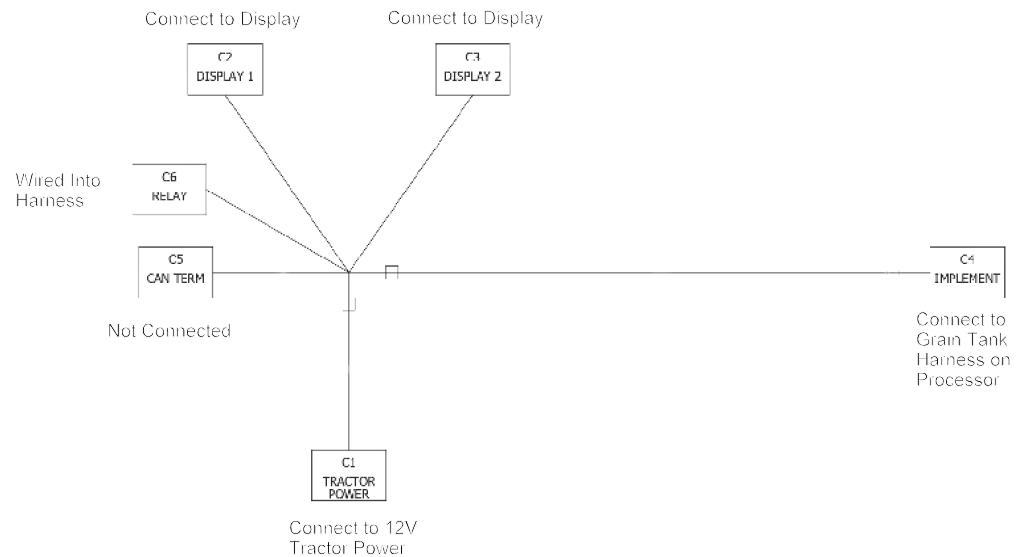 Connect to Display
Connect to Display
C2
DISPLAY 1
C3
DISPLAY 2
Wired Into
Harness
C6
RELAY
C5
CAN TERM
Not Connected
C4
IMPLEMENT
Connect to
Grain Tank
Harness on
Processor
C1
TRACTOR
POWER
Connect to 12V
Tractor Power